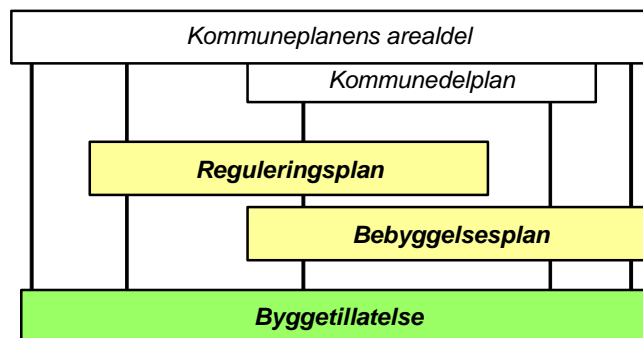 Kommuneplanens arealdel
Kommunedelplan
Reguleringsplan
Bebyggelsesplan
Byggetillatelse